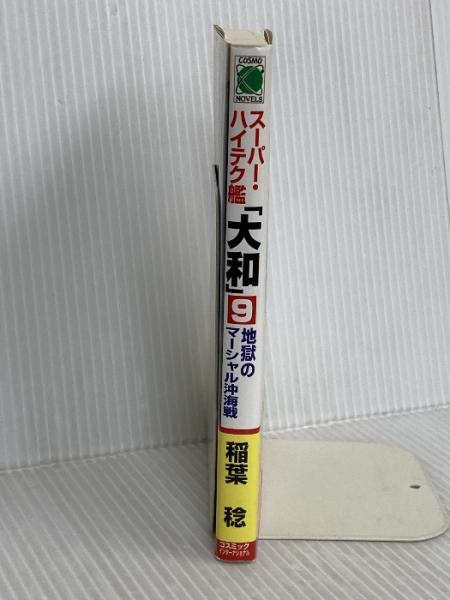 COSMO
NOVELS
スーパー・
ハイテク艦
「大和」9
地獄の
マーシャル沖海戦
稲葉 稔
コスミック
インターナショナル